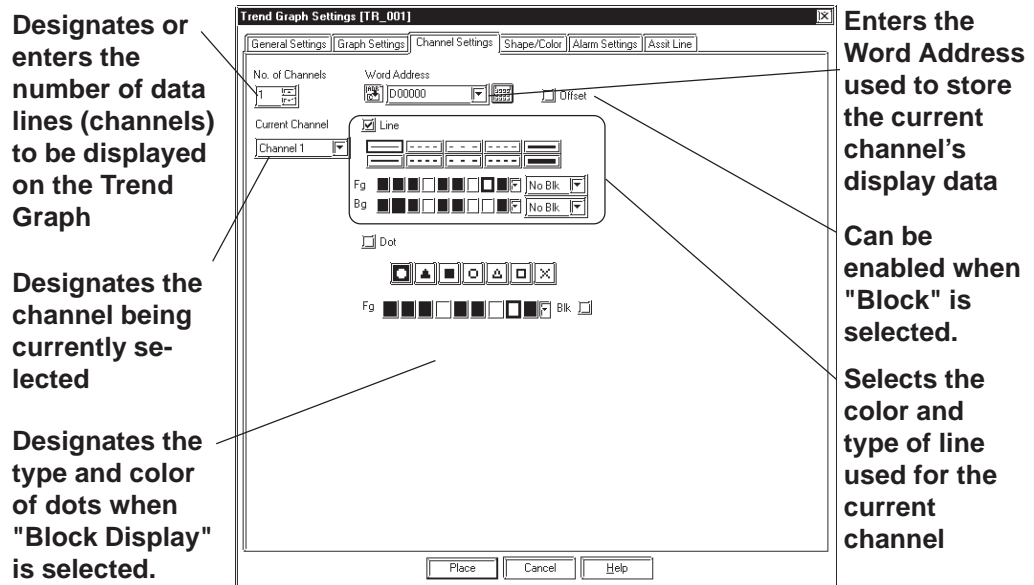 Designates or
enters the
number of data
lines (channels)
to be displayed
on the Trend
Graph
Designates the
channel being
currently se-
lected
Designates the
type and color
of dots when
"Block Display"
is selected.
Trend Graph Settings [TR_001]
General Settings Graph Settings Channel Settings Shape/Color Alarm Settings Assit Line
No. of Channels Word Address
1 D00000 Offset
Current Channel Line
Channel 1
Fg No Blk
Bg No Blk
Dot
Fg Blk
Place Cancel Help
Enters the
Word Address
used to store
the current
channel's
display data
Can be
enabled when
"Block" is
selected.
Selects the
color and
type of line
used for the
current
channel